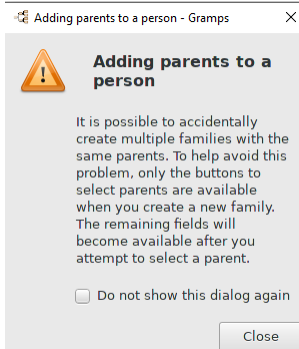 Adding parents to a person - Gramps
Adding parents to a
person
It is possible to accidentally
create multiple families with the
same parents. To help avoid this
problem, only the buttons to
select parents are available
when you create a new family.
The remaining fields will
become available after you
attempt to select a parent.
Do not show this dialog again
Close